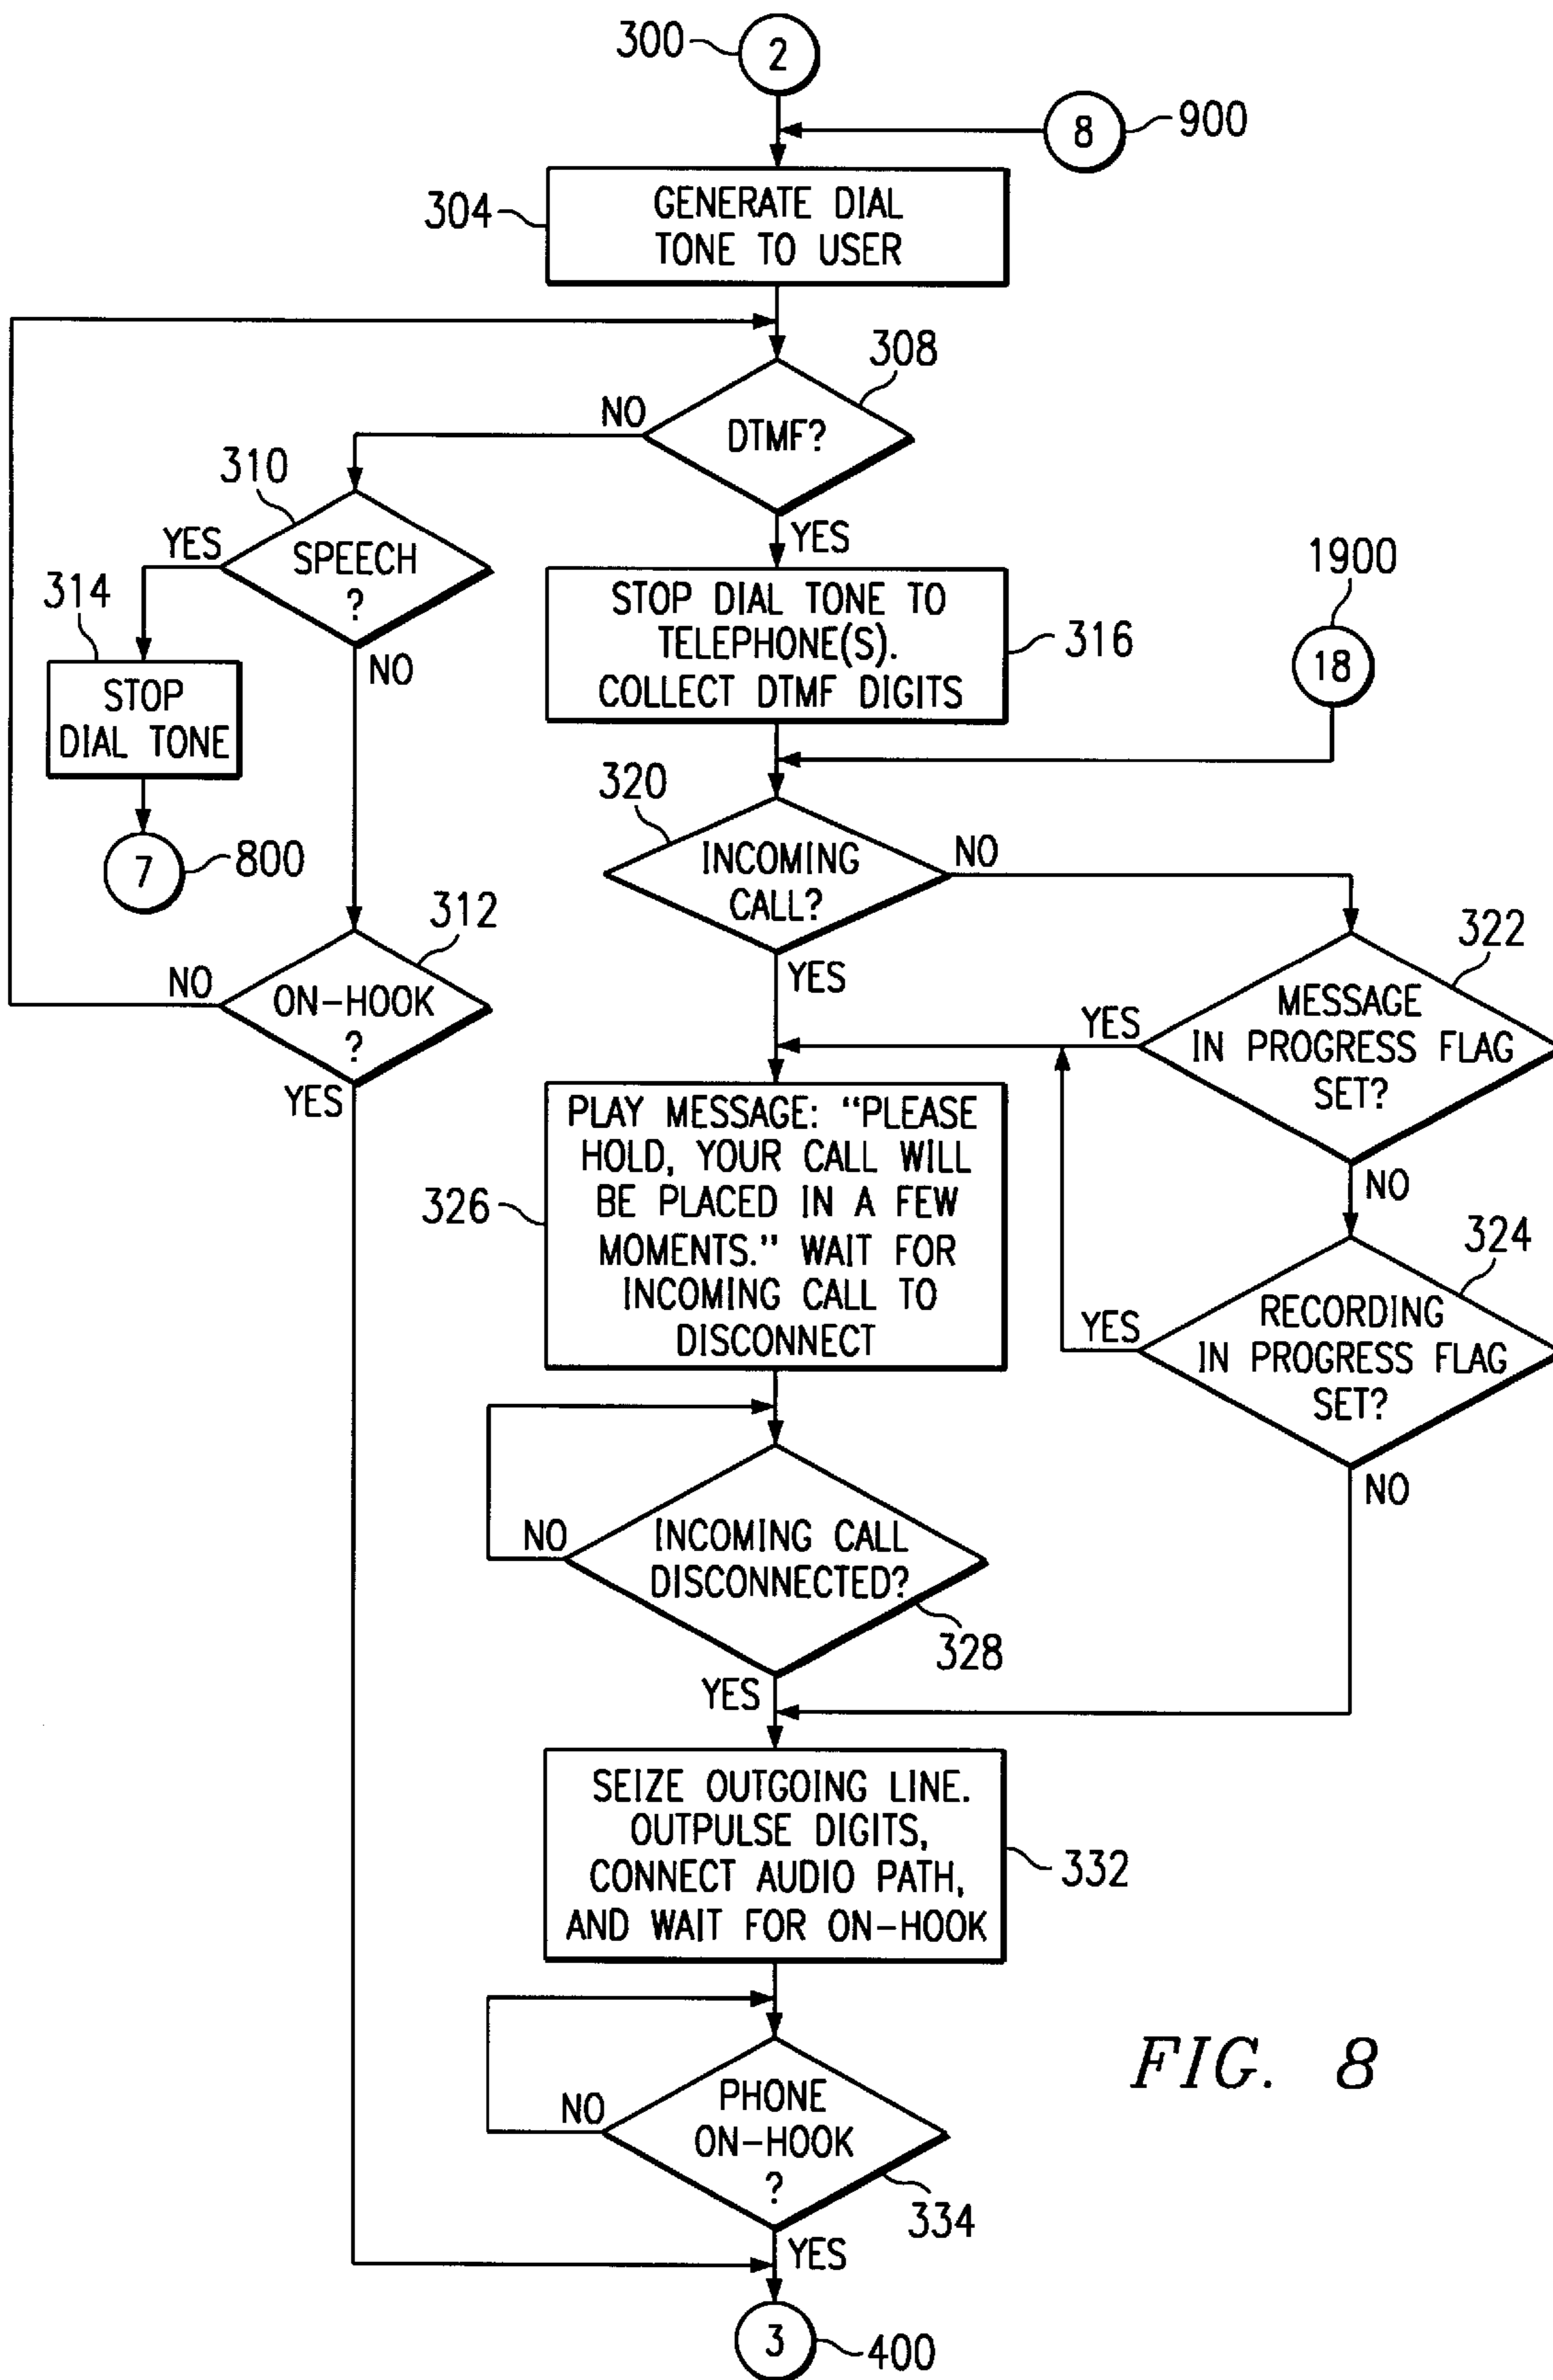 300
2
8
900
304
GENERATE DIAL
TONE TO USER
308
NO
DTMF?
310
YES
YES
SPEECH
?
1900
314
STOP DIAL TONE TO
TELEPHONE(S).
COLLECT DTMF DIGITS
316
18
NO
STOP
DIAL TONE
320
7
800
INCOMING
CALL?
NO
312
322
NO
YES
ON-HOOK
?
MESSAGE
IN PROGRESS FLAG
SET?
YES
YES
PLAY MESSAGE: "PLEASE
HOLD, YOUR CALL WILL
BE PLACED IN A FEW
MOMENTS." WAIT FOR
INCOMING CALL TO
DISCONNECT
326
NO
324
YES
RECORDING
IN PROGRESS FLAG
SET?
NO
NO
INCOMING CALL
DISCONNECTED?
328
YES
SEIZE OUTGOING LINE.
OUTPULSE DIGITS,
CONNECT AUDIO PATH,
AND WAIT FOR ON-HOOK
332
FIG. 8
NO
PHONE
ON-HOOK
?
334
YES
3
400